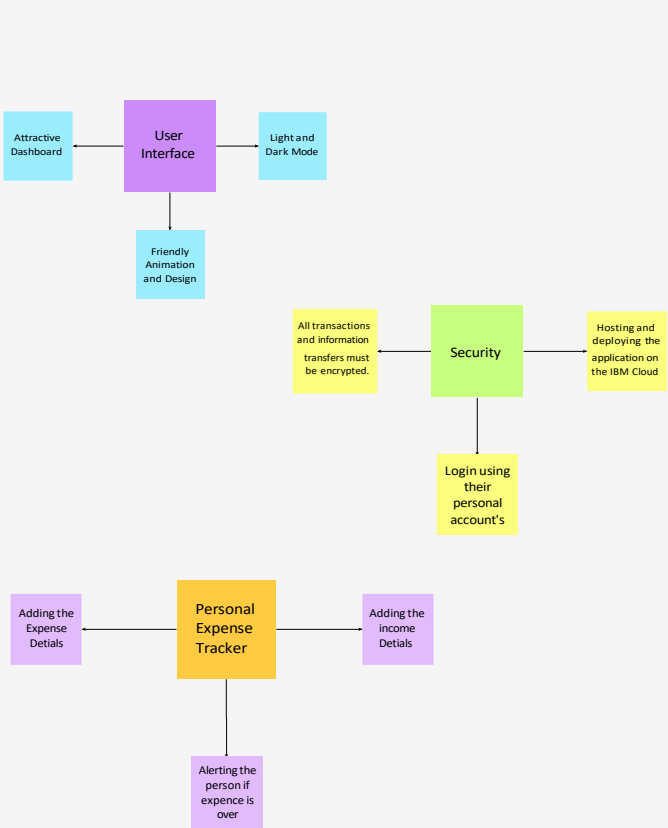 Attractive
Dashboard
User
Interface
Light and
Dark Mode
Friendly
Animation
and Design
All transactions
and information
transfers must
be encrypted.
Security
Hosting and
deploying the
application on
the IBM Cloud
Login using
their
personal
account's
Adding the
Expense
Detials
Personal
Expense
Tracker
Adding the
income
Detials
Alerting the
person if
expence is
over